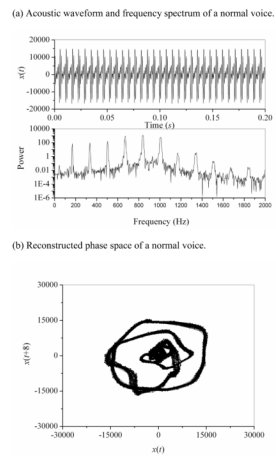 (a) Acoustic waveform and frequency spectrum of a normal voice.
20000
10000
0
-10000
-20000
x(t)
0.00 0.05 0.10 0.15 0.20
Time (s)
10000
100
1
0.01
1E-4
1E-6
Power
0 200 400 600 800 1000 1200 1400 1600 1800 2000
Frequency (Hz)
(b) Reconstructed phase space of a normal voice.
30000
15000
0
-15000
-30000
x(t+8)
-30000 -15000 0 15000 30000
x(t)